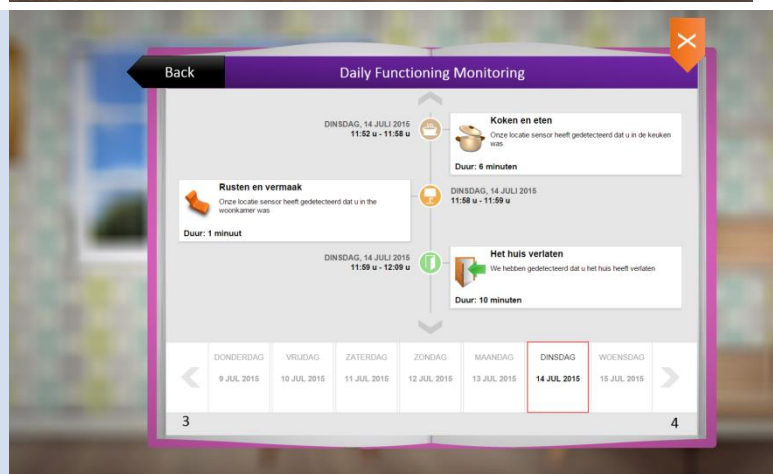 Back
Daily Functioning Monitoring
DINSDAG, 14 JULI 2015
11:52 u - 11:58 u
Koken en eten
Onze locatie sensor heeft gedetecteerd dat u in de keuken
was
Duur: 6 minuten
Rusten en vermaak
Onze locatie sensor heeft gedetecteerd dat u in the
woonkamer was
Duur: 1 minuut
DINSDAG, 14 JULI 2015
11:58 u - 11:59 u
DINSDAG, 14 JULI 2015
11:59 u - 12:09 u
Het huis verlaten
We hebben gedetecteerd dat u het huis heeft verlaten
Duur: 10 minuten
DONDERDAG VRIJDAG ZATERDAG ZONDAG MAANDAG DINSDAG WOENSDAG
9 JUL 2015 10 JUL 2015 11 JUL 2015 12 JUL 2015 13 JUL 2015 14 JUL 2015 15 JUL 2015
3 4